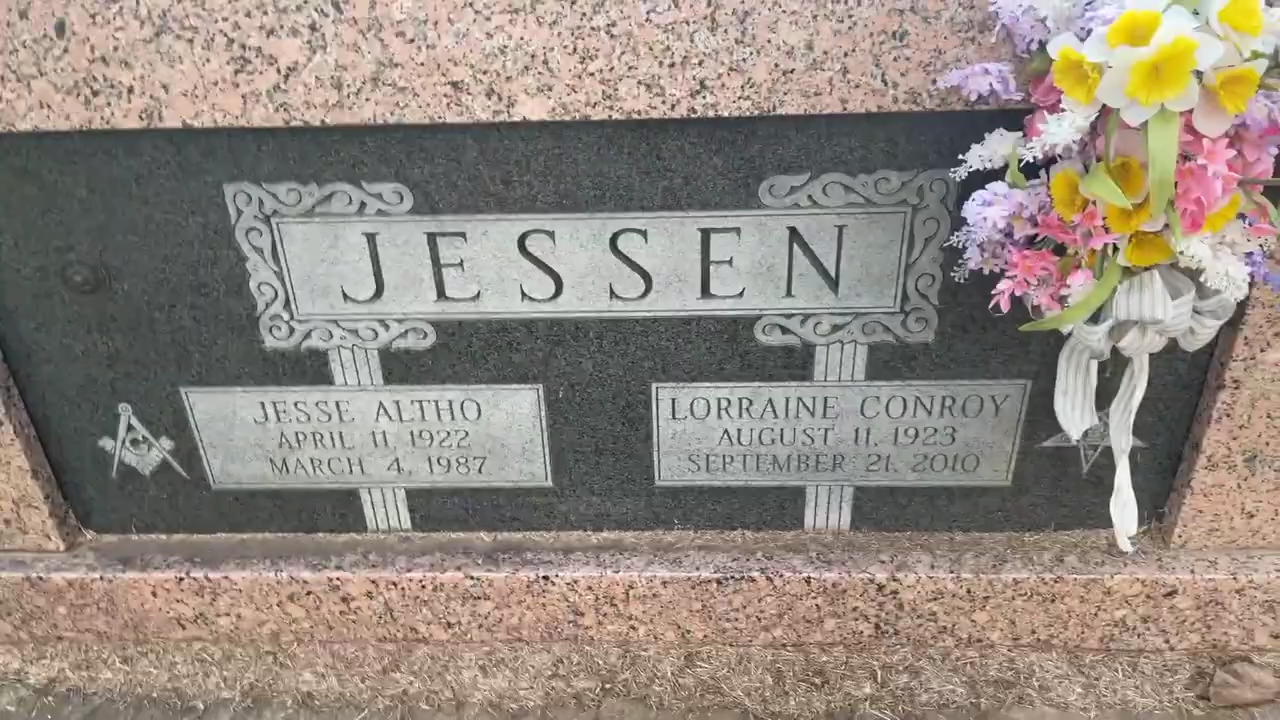 JESSEN
JESSE ALTHO
APRIL 11, 1922
MARCH 4, 1987
LORRAINE CONROY
AUGUST 11, 1923
SEPTEMBER 21, 2010